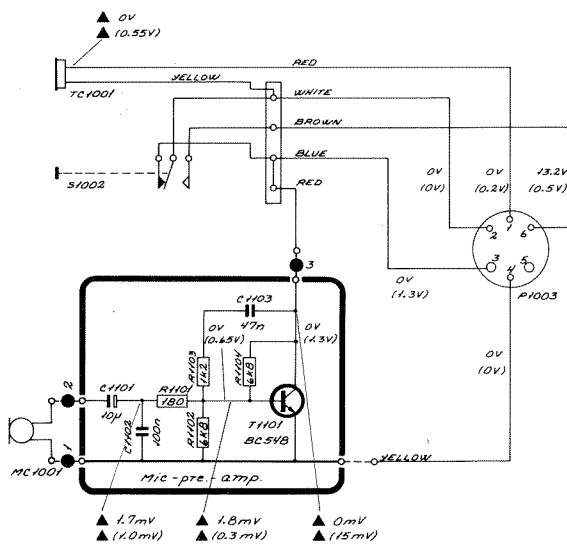 ▲ 0V
▲ (0.55V)
RED
TC1001
YELLOW
WHITE
BROWN
BLUE
RED
S1002
0V
(0V)
0V
(0.2V)
13.2V
(0.5V)
1
2
6
3
4
5
P1003
0V
(1.3V)
0V
(0V)
3
C1103
47n
0V
(0.65V)
0V
(1.3V)
R1103
1k2
R1104
6k8
2
C1101
10µ
R1101
180
C1102
100n
R1102
6k8
T1101
BC548
MC1001
1
Mic-pre.-amp.
YELLOW
▲ 1.7mV
▲ (1.0mV)
▲ 1.8mV
▲ (0.3mV)
▲ 0mV
▲ (15mV)